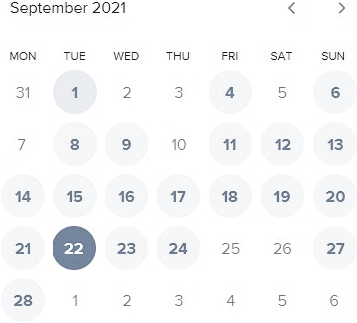 September 2021
MON TUE WED THU FRI SAT SUN
31 1 2 3 4 5 6
7 8 9 10 11 12 13
14 15 16 17 18 19 20
21 22 23 24 25 26 27
28 1 2 3 4 5 6